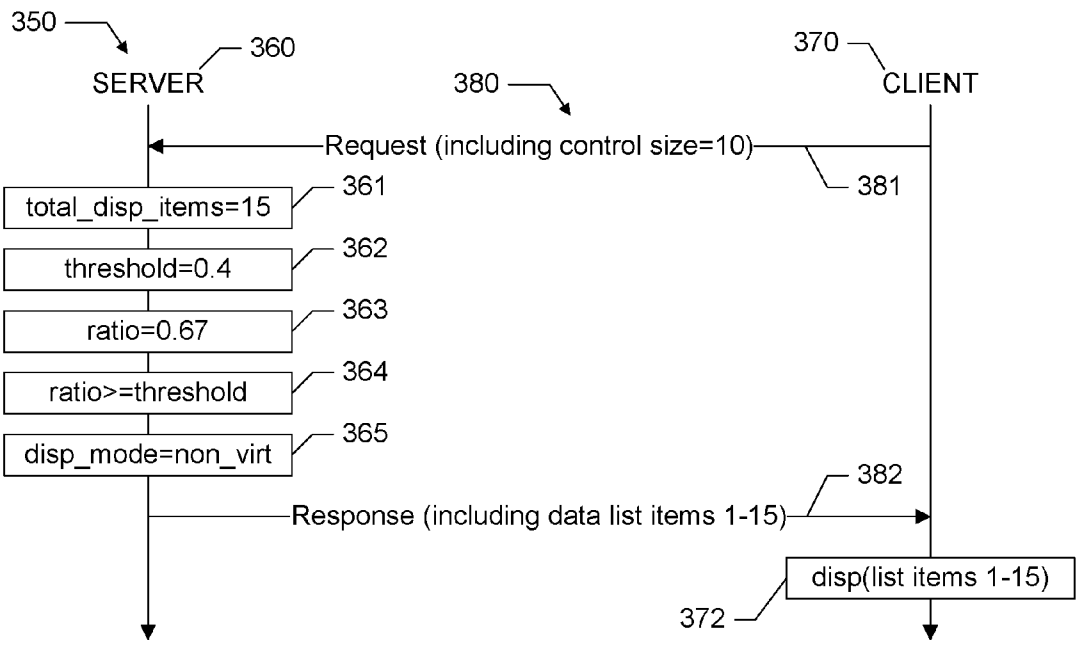 350
360
370
SERVER
380
CLIENT
Request (including control size=10)
381
361
total_disp_items=15
362
threshold=0.4
363
ratio=0.67
364
ratio>=threshold
365
disp_mode=non_virt
382
Response (including data list items 1-15)
disp(list items 1-15)
372